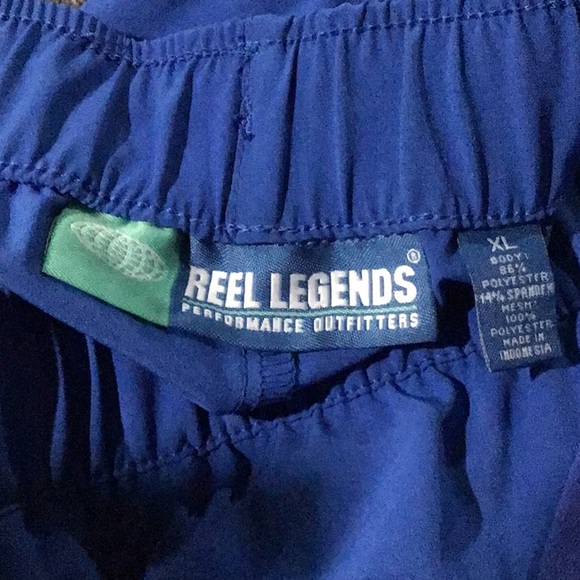 REEL LEGENDS®
PERFORMANCE OUTFITTERS
XL
BODY:
86%
POLYESTER
14% SPANDEX
MESH:
100%
POLYESTER
MADE IN
INDONESIA